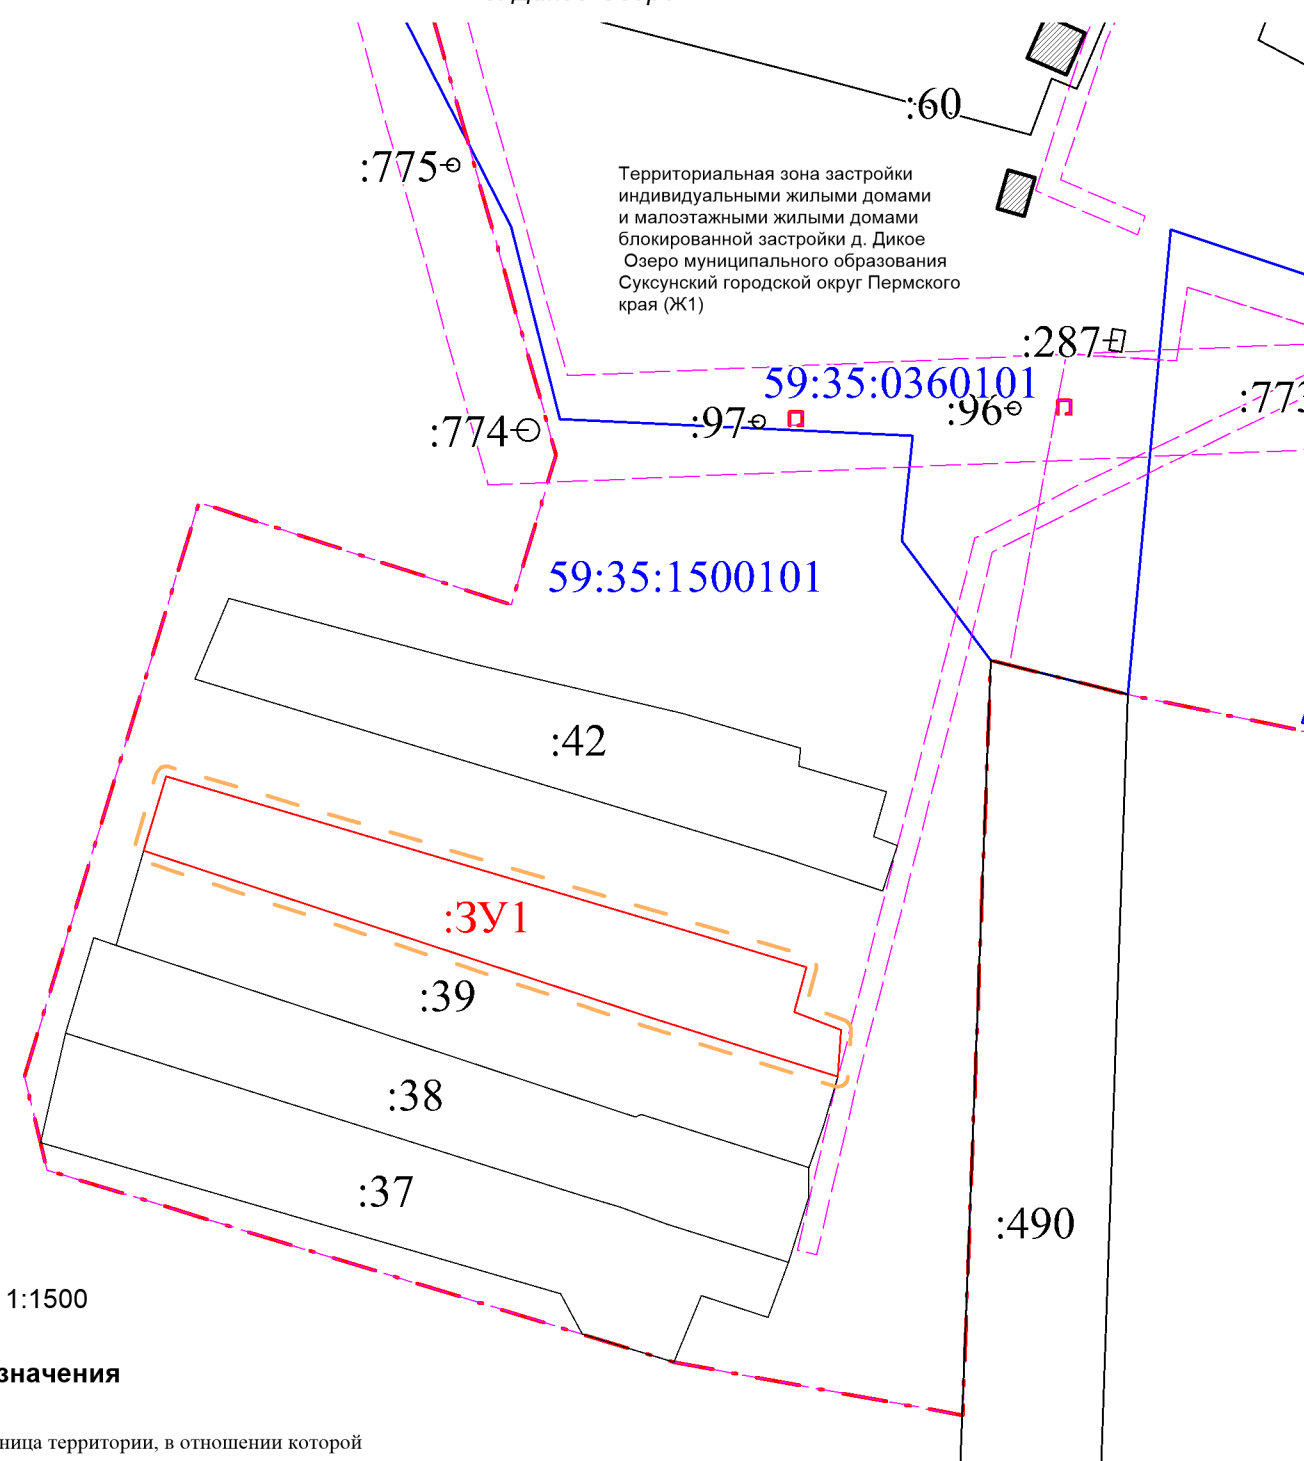 :60
:775
Территориальная зона застройки
индивидуальными жилыми домами
и малоэтажными жилыми домами
блокированной застройки д. Дикое
Озеро муниципального образования
Суксунский городской округ Пермского
края (Ж1)
:287
59:35:0360101
:774
:97
:96
:773
59:35:1500101
:42
:ЗУ1
:39
:38
:37
:490
1:1500
значения
ница территории, в отношении которой